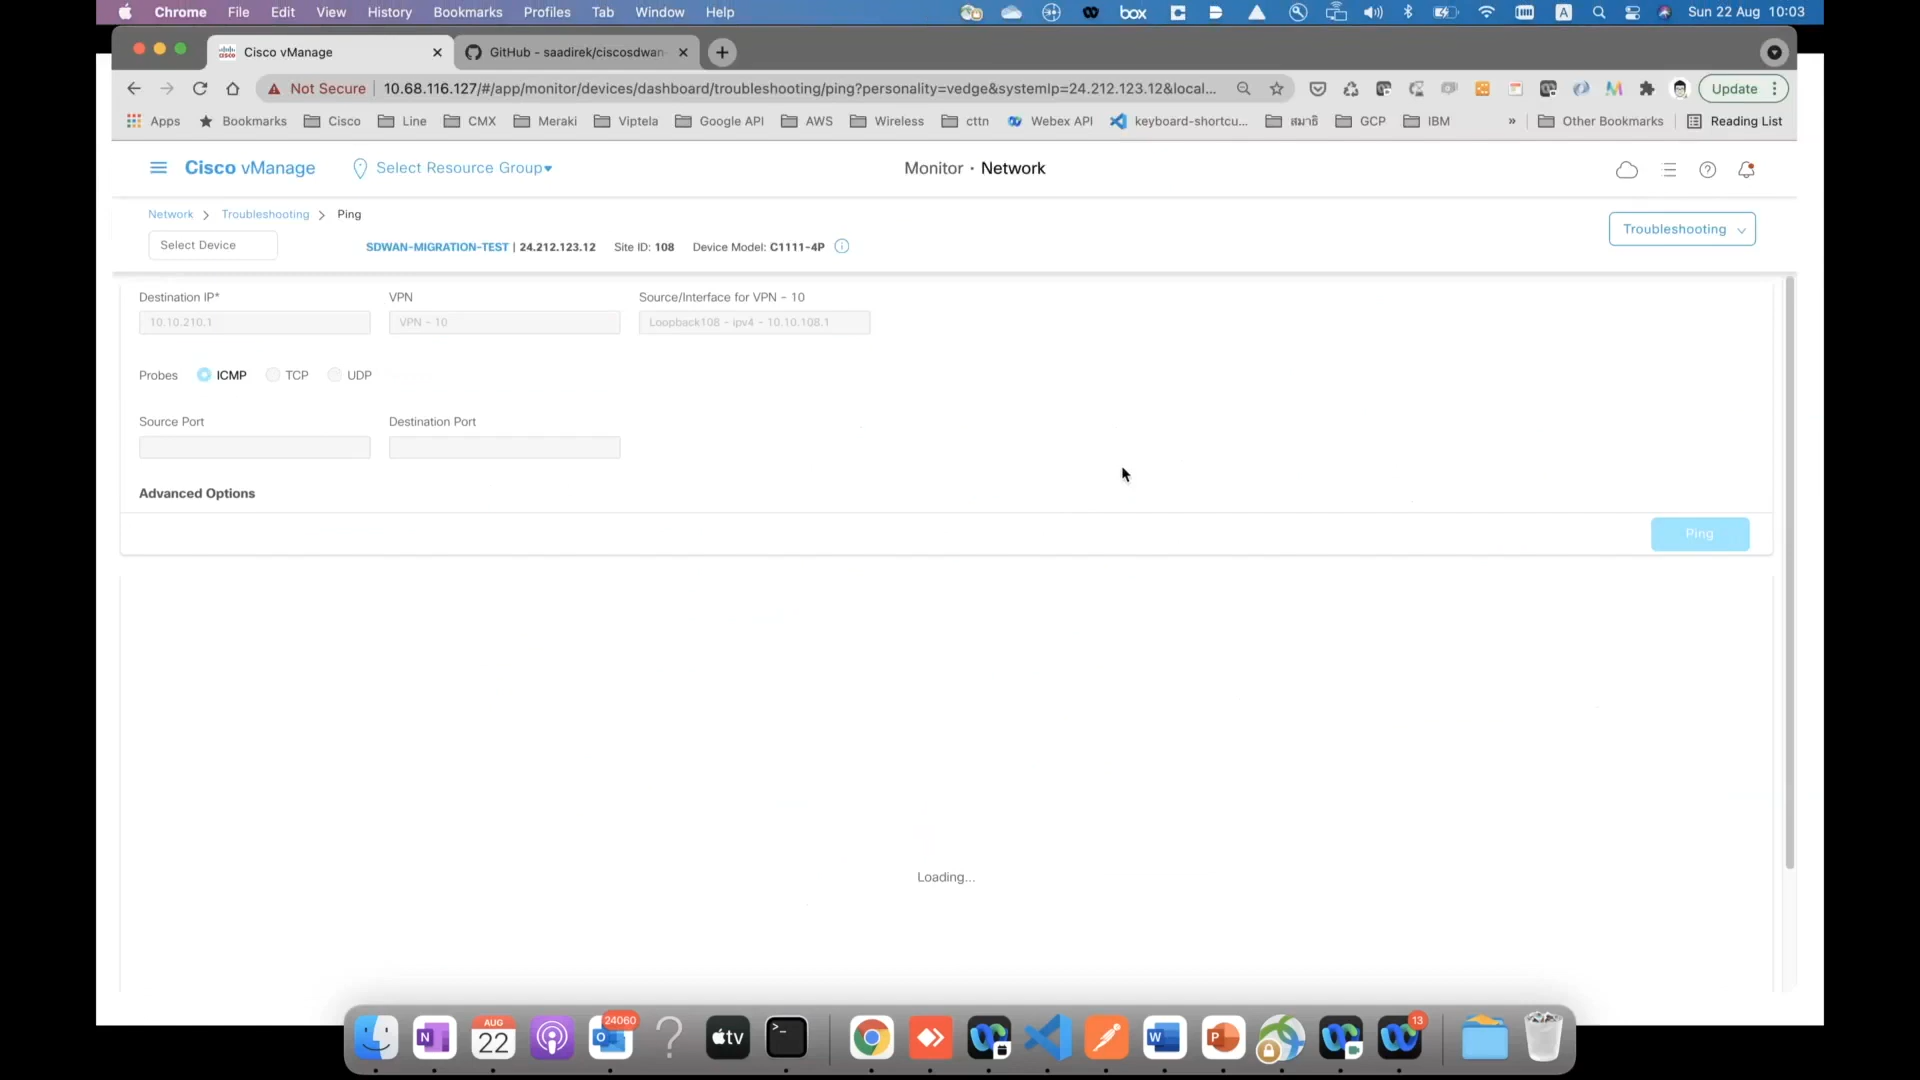 Chrome File Edit View History Bookmarks Profiles Tab Window Help box A Sun 22 Aug 10:03
Cisco vManage GitHub - saadirek/ciscosdwan-
Not Secure 10.68.116.127/#/app/monitor/devices/dashboard/troubleshooting/ping?personality=vedge&systemIp=24.212.123.12&local... Update
Apps Bookmarks Cisco Line CMX Meraki Viptela Google API AWS Wireless cttn Webex API keyboard-shortcu... สมาธิ GCP IBM » Other Bookmarks Reading List
Cisco vManage Select Resource Group▾ Monitor · Network
Network > Troubleshooting > Ping
Select Device SDWAN-MIGRATION-TEST | 24.212.123.12 Site ID: 108 Device Model: C1111-4P Troubleshooting
Destination IP* VPN Source/Interface for VPN - 10
10.10.210.1 VPN - 10 Loopback108 - ipv4 - 10.10.108.1
Probes ICMP TCP UDP
Source Port Destination Port
Advanced Options
Ping
Loading...
AUG 22 24060 tv 13